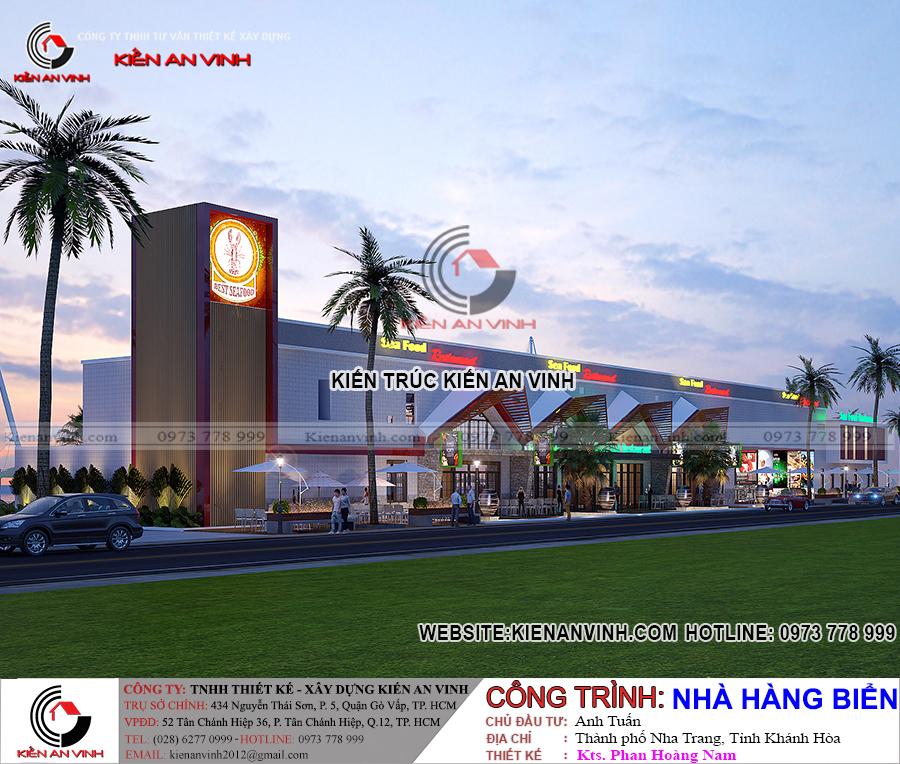 CÔNG TY TNHH TƯ VẤN THIẾT KẾ XÂY DỰNG
KIẾN AN VINH
KIẾN AN VINH
BEST SEAFOOD
KIẾN AN VINH
Sea Food
Sea Food
Sea Food
KIẾN TRÚC KIẾN AN VINH
0973 778 999
Kienanvinh.com
0973 778 999
Kienanvinh.com
0973 778 999
WEBSITE:KIENANVINH.COM HOTLINE: 0973 778 999
KIẾN AN VINH
CÔNG TY: TNHH THIẾT KẾ - XÂY DỰNG KIẾN AN VINH
TRỤ SỞ CHÍNH: 434 Nguyễn Thái Sơn, P. 5, Quận Gò Vấp, TP. HCM
VPĐD: 52 Tân Chánh Hiệp 36, P. Tân Chánh Hiệp, Q.12, TP. HCM
TEL: (028) 6277 0999 - HOTLINE: 0973 778 999
EMAIL: kienanvinh2012@gmail.com
CÔNG TRÌNH: NHÀ HÀNG BIỂN
CHỦ ĐẦU TƯ: Anh Tuấn
ĐỊA CHỈ : Thành phố Nha Trang, Tỉnh Khánh Hòa
THIẾT KẾ : Kts. Phan Hoàng Nam